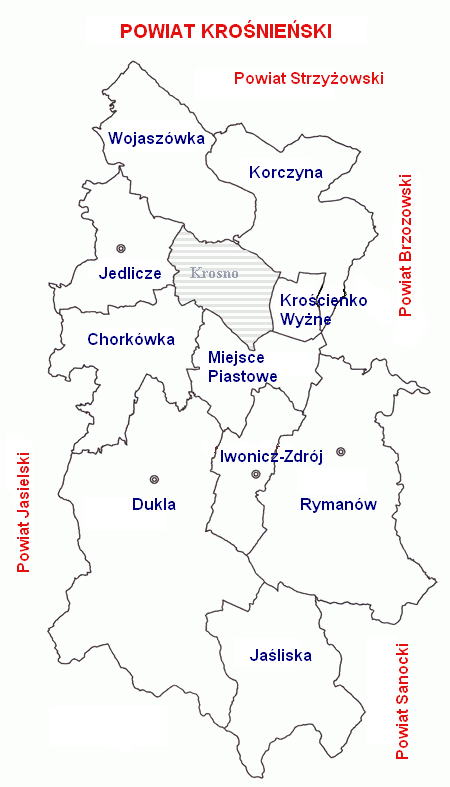 POWIAT KROŚNIEŃSKI
Powiat Strzyżowski
Wojaszówka
Korczyna
Powiat Brzozowski
Jedlicze
Krosno
Krościenko
Wyżne
Chorkówka
Miejsce
Piastowe
Iwonicz-Zdrój
Powiat Jasielski
Dukla
Rymanów
Jaśliska
Powiat Sanocki